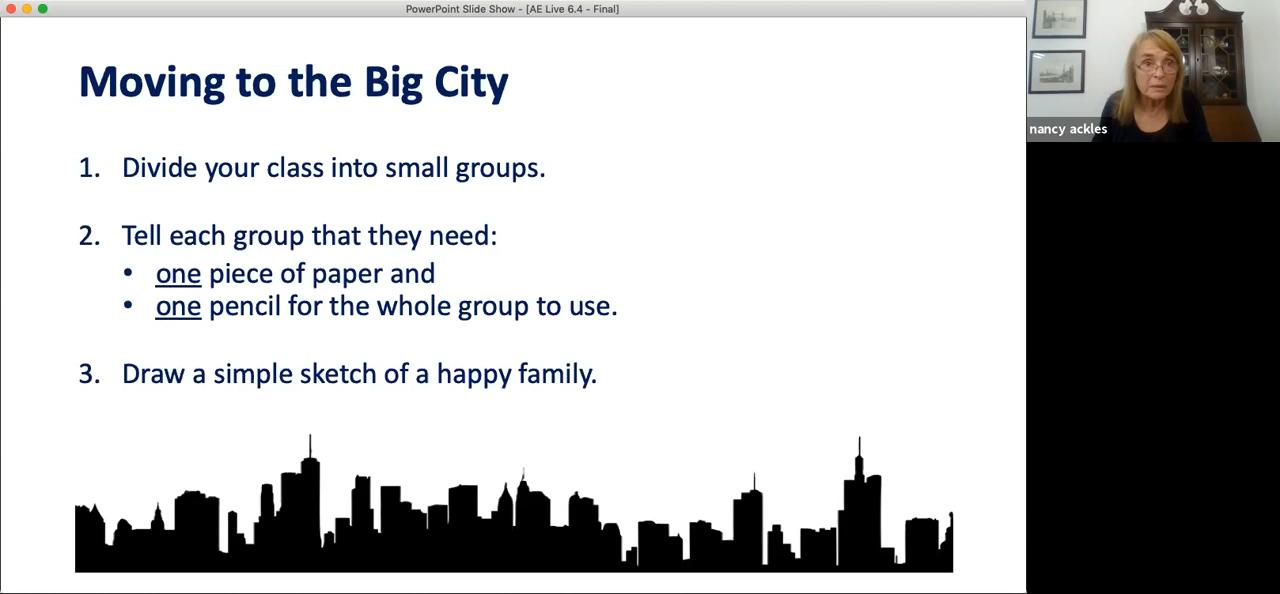 PowerPoint Slide Show - [AE Live 6.4 - Final]
Moving to the Big City
1. Divide your class into small groups.
2. Tell each group that they need:
• one piece of paper and
• one pencil for the whole group to use.
3. Draw a simple sketch of a happy family.
nancy ackles